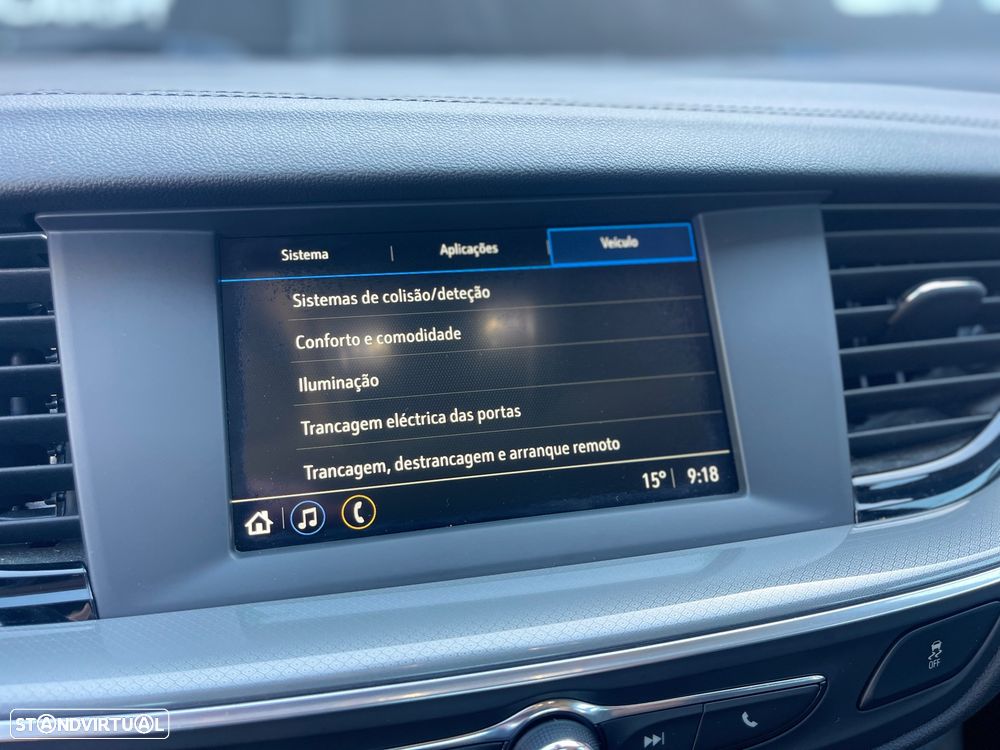 Sistema
Aplicações
Veículo
Sistemas de colisão/deteção
Conforto e comodidade
Iluminação
Trancagem eléctrica das portas
Trancagem, destrancagem e arranque remoto
15° 9:18
OFF
STANDVIRTUAL